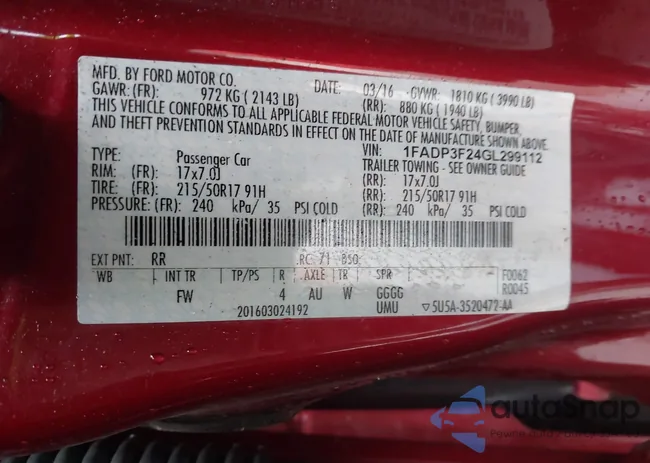 MFD. BY FORD MOTOR CO. DATE: 03/16 GVWR: 1810 KG ( 3990 LB)
GAWR: (FR): 972 KG ( 2143 LB) (RR): 880 KG ( 1940 LB)
THIS VEHICLE CONFORMS TO ALL APPLICABLE FEDERAL MOTOR VEHICLE SAFETY, BUMPER,
AND THEFT PREVENTION STANDARDS IN EFFECT ON THE DATE OF MANUFACTURE SHOWN ABOVE.
VIN: 1FADP3F24GL299112
TYPE: Passenger Car TRAILER TOWING - SEE OWNER GUIDE
RIM: (FR): 17x7.0J (RR): 17x7.0J
TIRE: (FR): 215/50R17 91H (RR): 215/50R17 91H
PRESSURE: (FR): 240 kPa/ 35 PSI COLD (RR): 240 kPa/ 35 PSI COLD
EXT PNT: RR RC: 71 BSO:
WB INT TR TP/PS R AXLE TR SPR F0062
R0045
FW 4 AU W GGGG
201603024192 UMU ▽5U5A-3520472-AA
autoSnap